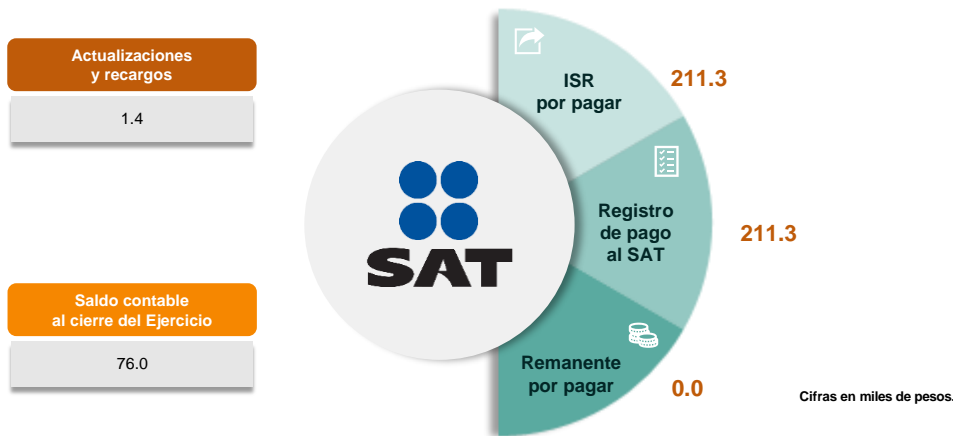 Actualizaciones
y recargos
1.4
Saldo contable
al cierre del Ejercicio
76.0
SAT
ISR
por pagar
211.3
Registro
de pago
al SAT
211.3
Remanente
por pagar
0.0
Cifras en miles de pesos.